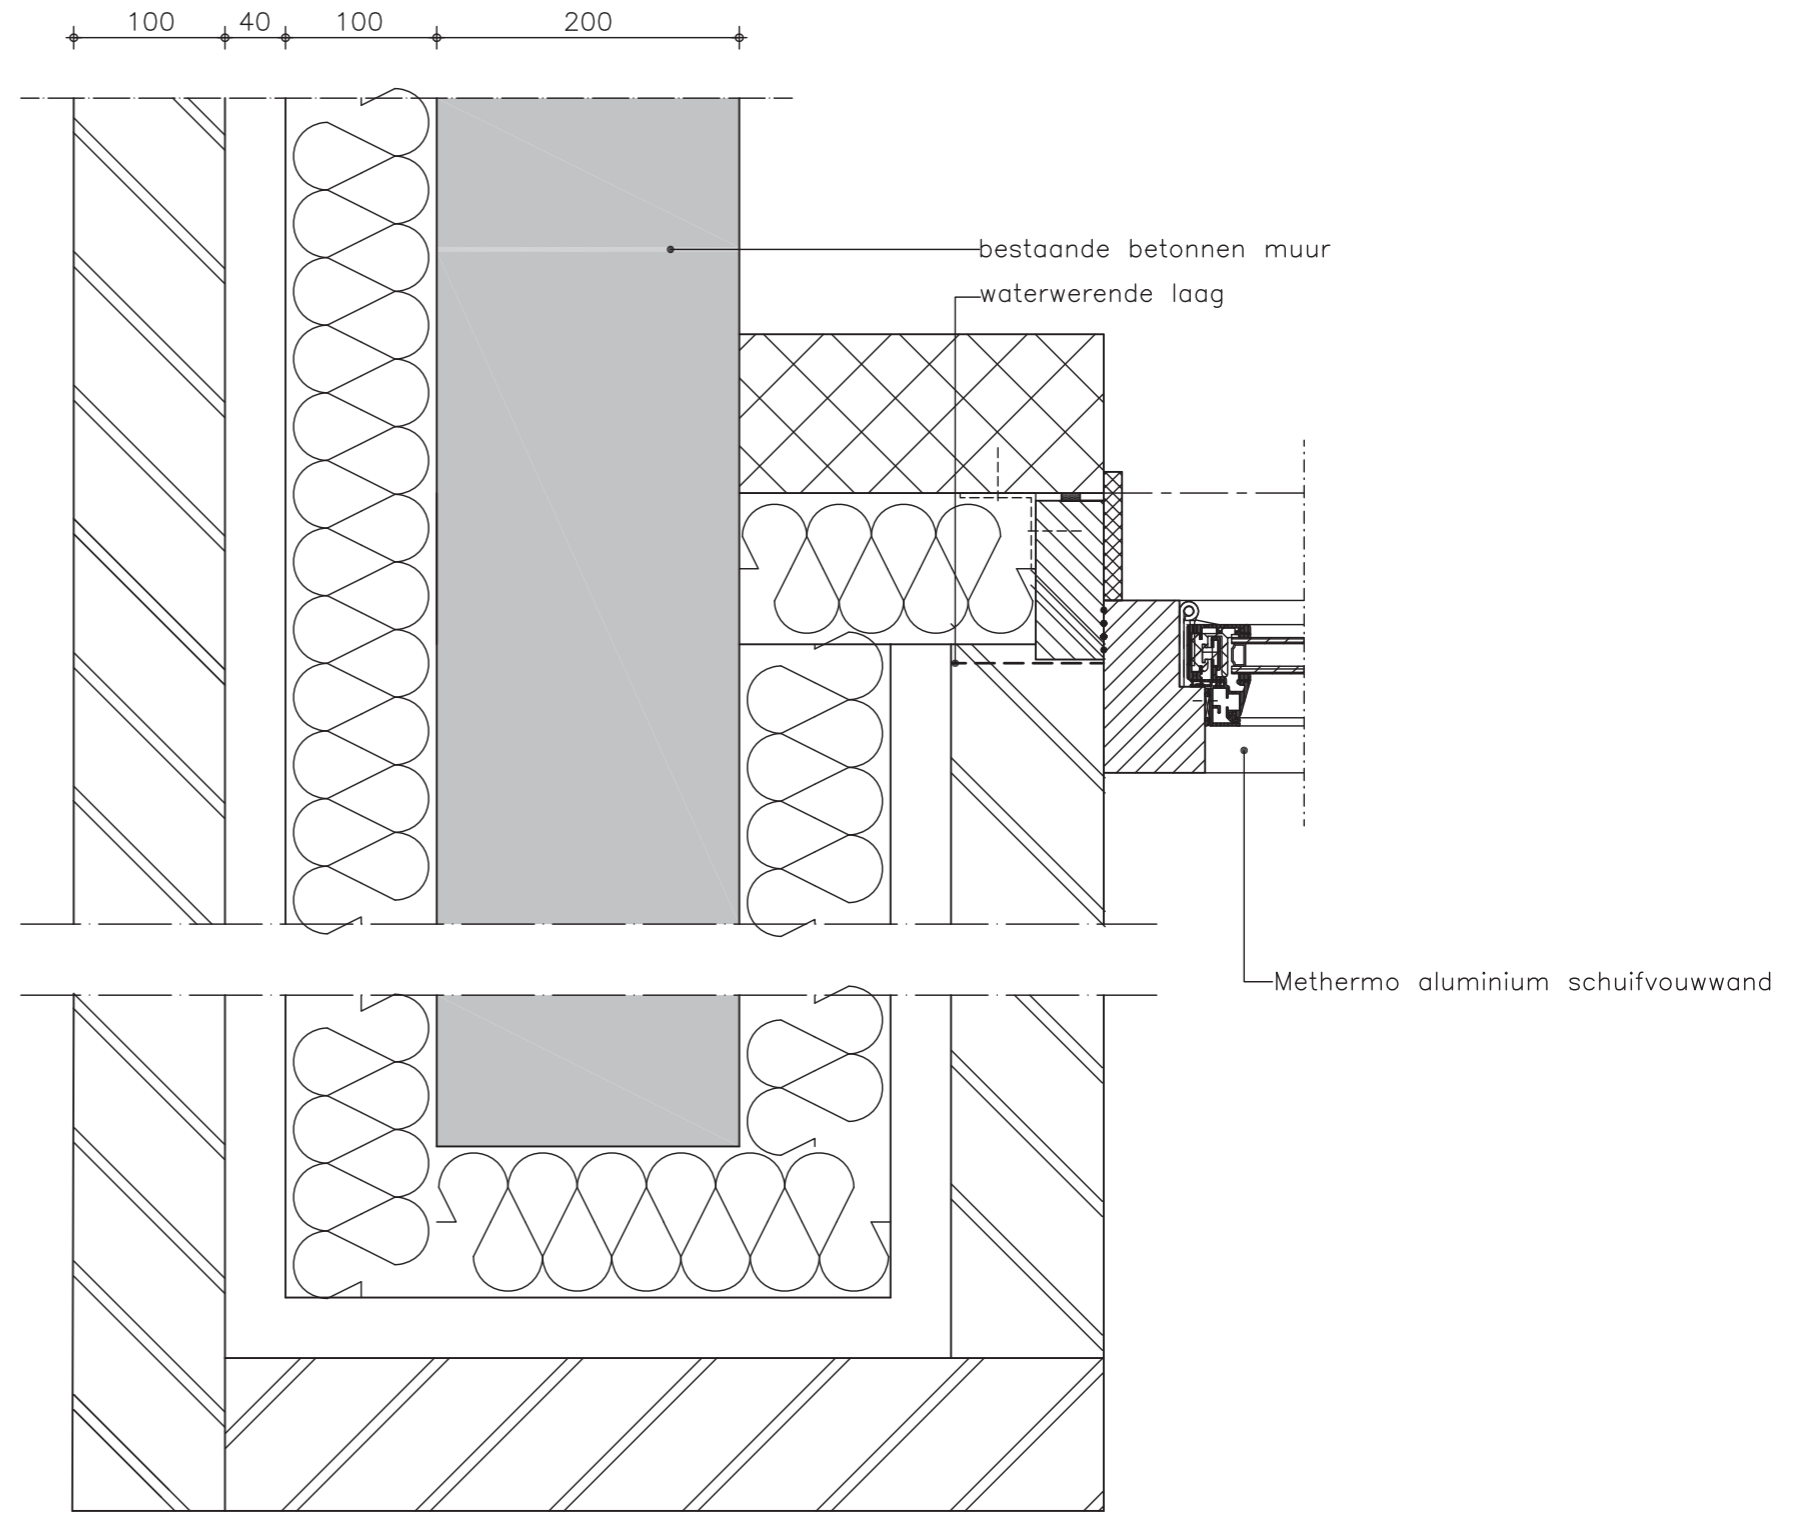 100 40 100 200
bestaande betonnen muur
waterwerende laag
Methermo aluminium schuifvouwwand